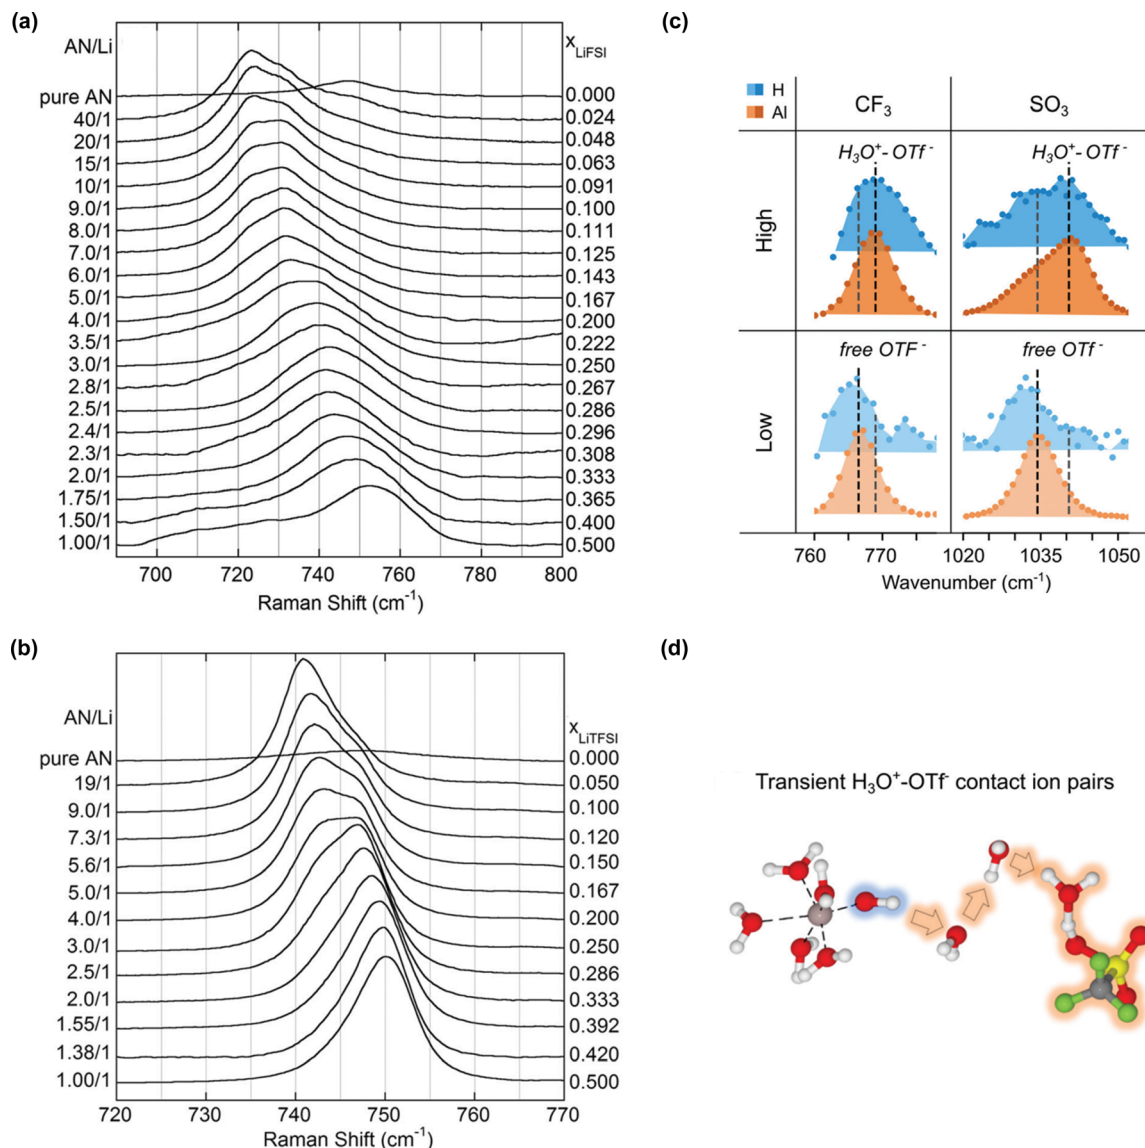 (a)
AN/Li
x_LiFSI
pure AN 0.000
40/1 0.024
20/1 0.048
15/1 0.063
10/1 0.091
9.0/1 0.100
8.0/1 0.111
7.0/1 0.125
6.0/1 0.143
5.0/1 0.167
4.0/1 0.200
3.5/1 0.222
3.0/1 0.250
2.8/1 0.267
2.5/1 0.286
2.4/1 0.296
2.3/1 0.308
2.0/1 0.333
1.75/1 0.365
1.50/1 0.400
1.00/1 0.500
700 720 740 760 780 800
Raman Shift (cm⁻¹)
(b)
AN/Li
x_LiTFSI
pure AN 0.000
19/1 0.050
9.0/1 0.100
7.3/1 0.120
5.6/1 0.150
5.0/1 0.167
4.0/1 0.200
3.0/1 0.250
2.5/1 0.286
2.0/1 0.333
1.55/1 0.392
1.38/1 0.420
1.00/1 0.500
720 730 740 750 760 770
Raman Shift (cm⁻¹)
(c)
H
Al
CF₃ SO₃
High
H₃O⁺- OTf⁻ H₃O⁺- OTf⁻
Low
free OTF⁻ free OTf⁻
760 770 1020 1035 1050
Wavenumber (cm⁻¹)
(d)
Transient H₃O⁺-OTf⁻ contact ion pairs